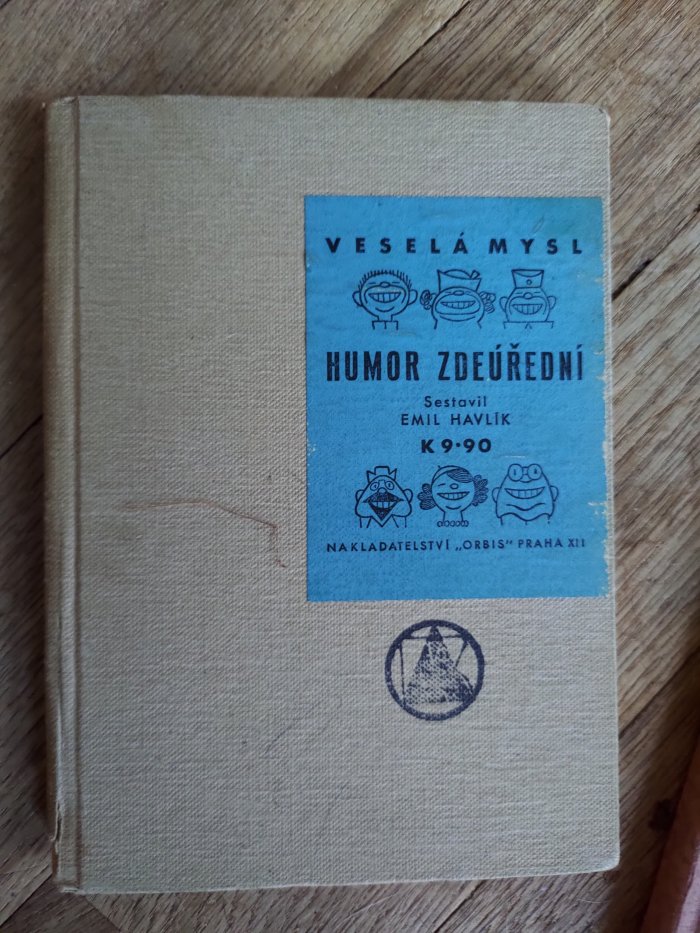 VESELÁ MYSL
HUMOR ZDEÚŘEDNÍ
Sestavil
EMIL HAVLÍK
K 9·90
NAKLADATELSTVÍ „ORBIS“ PRAHA XII